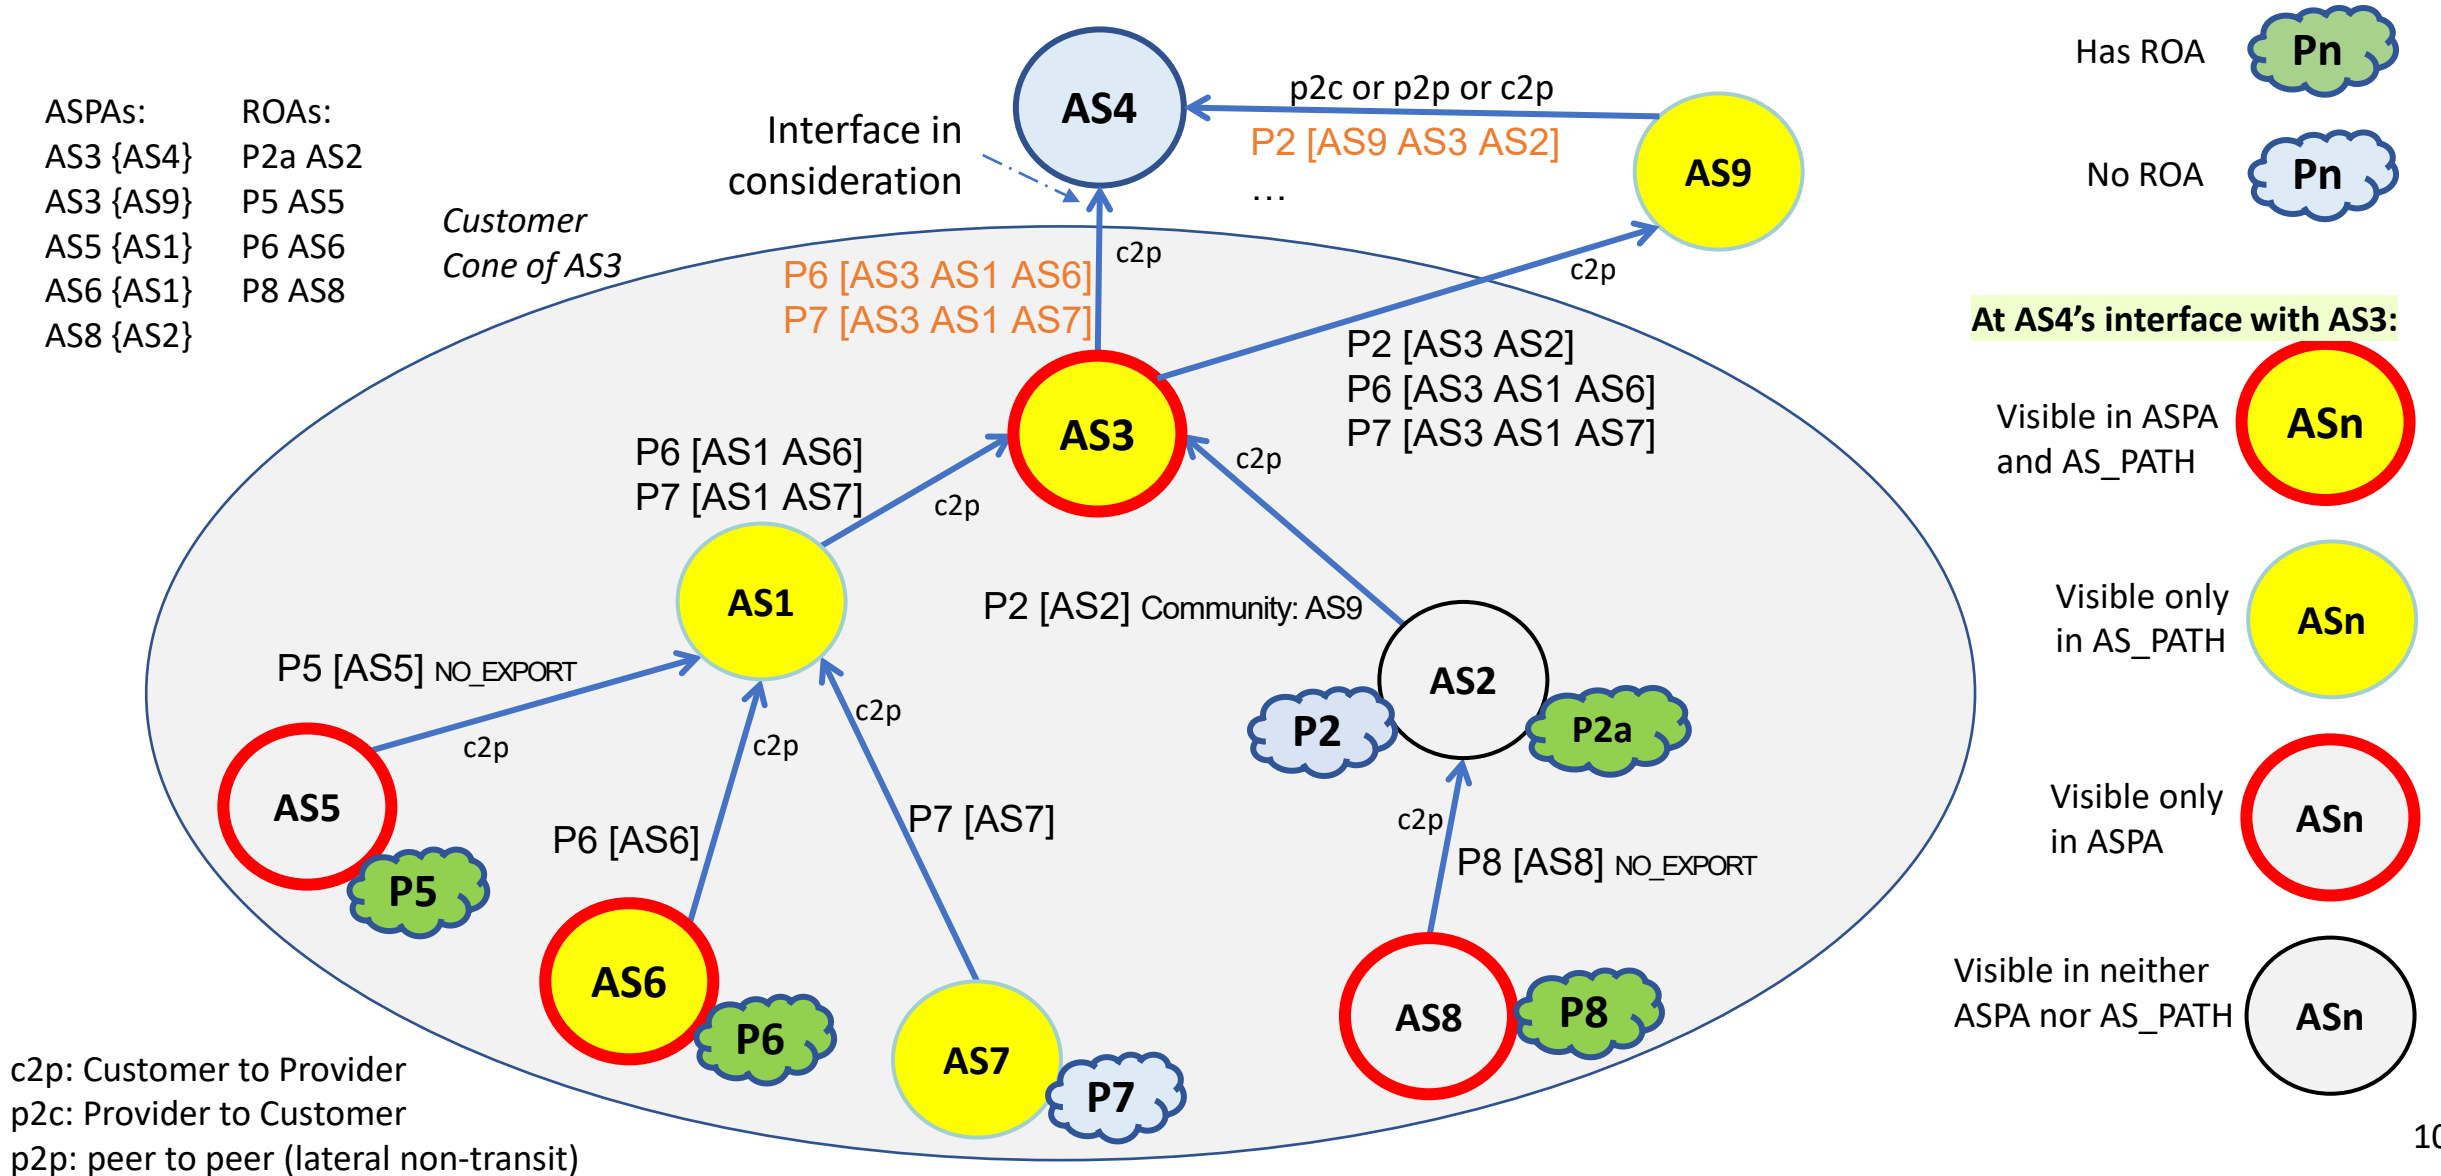 Has ROA
Pn
No ROA
Pn
ASPAs:
AS3 {AS4}
AS3 {AS9}
AS5 {AS1}
AS6 {AS1}
AS8 {AS2}
ROAs:
P2a AS2
P5 AS5
P6 AS6
P8 AS8
Customer
Cone of AS3
Interface in
consideration
AS4
p2c or p2p or c2p
P2 [AS9 AS3 AS2]
...
AS9
c2p
c2p
P6 [AS3 AS1 AS6]
P7 [AS3 AS1 AS7]
P2 [AS3 AS2]
P6 [AS3 AS1 AS6]
P7 [AS3 AS1 AS7]
AS3
P6 [AS1 AS6]
P7 [AS1 AS7]
c2p
c2p
AS1
P2 [AS2] Community: AS9
AS2
P2
P2a
P5 [AS5] NO_EXPORT
c2p
c2p
c2p
AS5
P5
P6 [AS6]
P7 [AS7]
c2p
P8 [AS8] NO_EXPORT
AS6
P6
AS7
P7
AS8
P8
At AS4's interface with AS3:
Visible in ASPA
and AS_PATH
ASn
Visible only
in AS_PATH
ASn
Visible only
in ASPA
ASn
Visible in neither
ASPA nor AS_PATH
ASn
c2p: Customer to Provider
p2c: Provider to Customer
p2p: peer to peer (lateral non-transit)